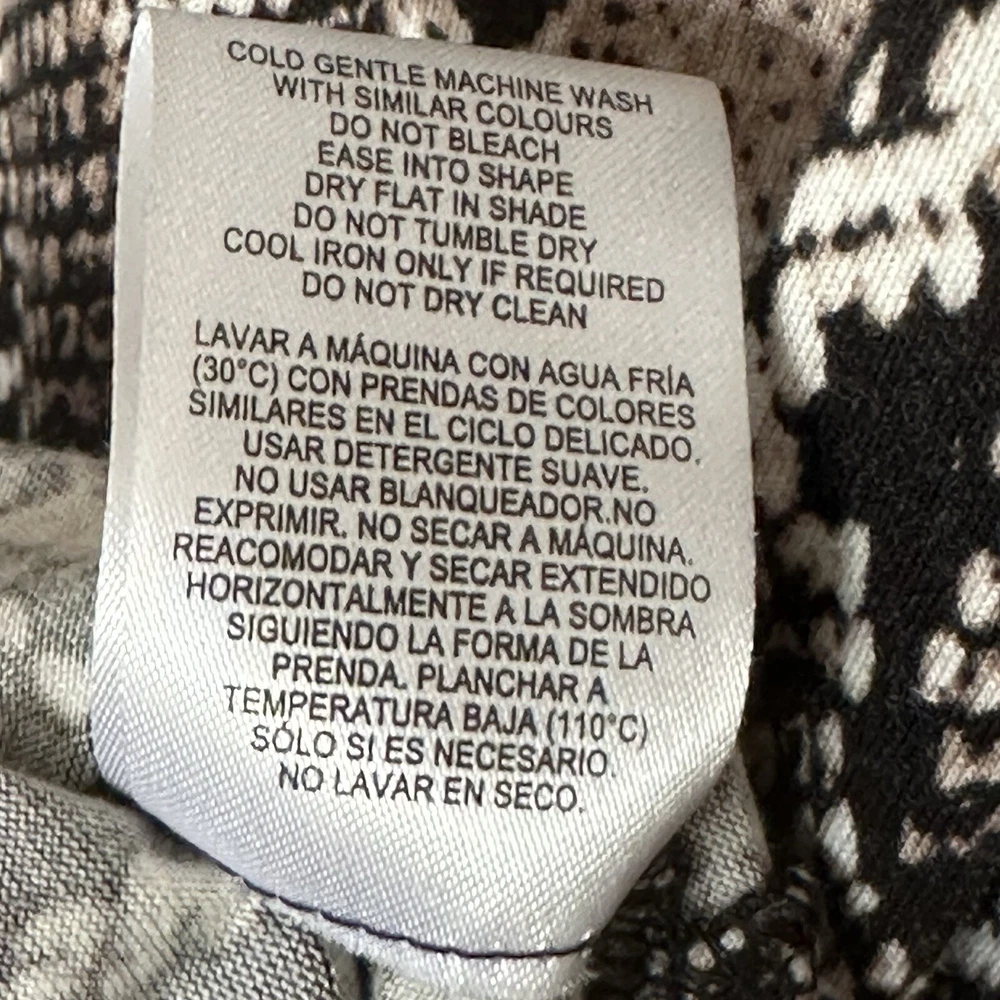 COLD GENTLE MACHINE WASH
WITH SIMILAR COLOURS
DO NOT BLEACH
EASE INTO SHAPE
DRY FLAT IN SHADE
DO NOT TUMBLE DRY
COOL IRON ONLY IF REQUIRED
DO NOT DRY CLEAN
LAVAR A MÁQUINA CON AGUA FRÍA
(30°C) CON PRENDAS DE COLORES
SIMILARES EN EL CICLO DELICADO.
USAR DETERGENTE SUAVE.
NO USAR BLANQUEADOR.NO
EXPRIMIR. NO SECAR A MÁQUINA.
REACOMODAR Y SECAR EXTENDIDO
HORIZONTALMENTE A LA SOMBRA
SIGUIENDO LA FORMA DE LA
PRENDA. PLANCHAR A
TEMPERATURA BAJA (110°C)
SÓLO SI ES NECESARIO.
NO LAVAR EN SECO.